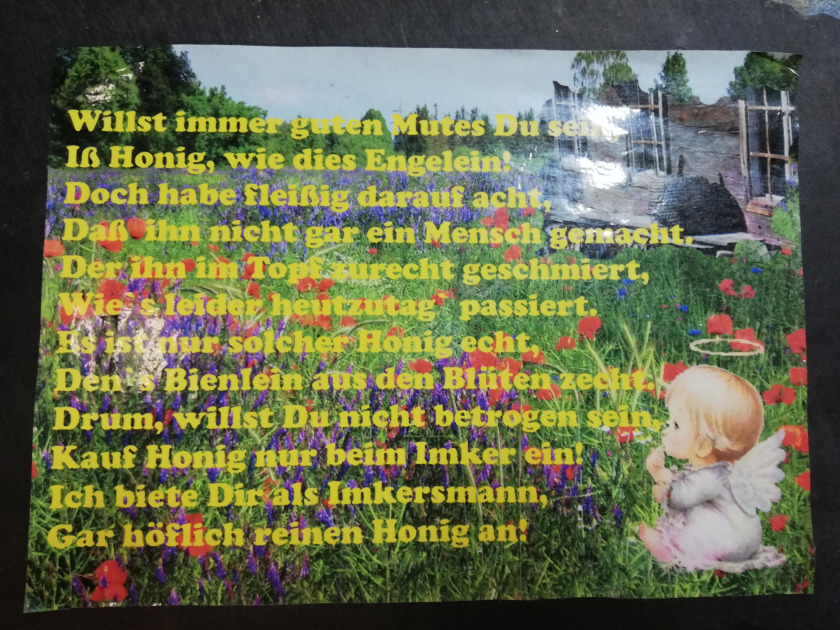 Willst immer guten Mutes Du sein,
Iß Honig, wie dies Engelein!
Doch habe fleißig darauf acht,
Daß ihn nicht gar ein Mensch gemacht.
Der ihn im Topf zurecht geschmiert,
Wie`s leider heutzutag` passiert.
Es ist nur solcher Honig echt,
Den`s Bienlein aus den Blüten zecht.
Drum, willst Du nicht betrogen sein,
Kauf Honig nur beim Imker ein!
Ich biete Dir als Imkersmann,
Gar höflich reinen Honig an!